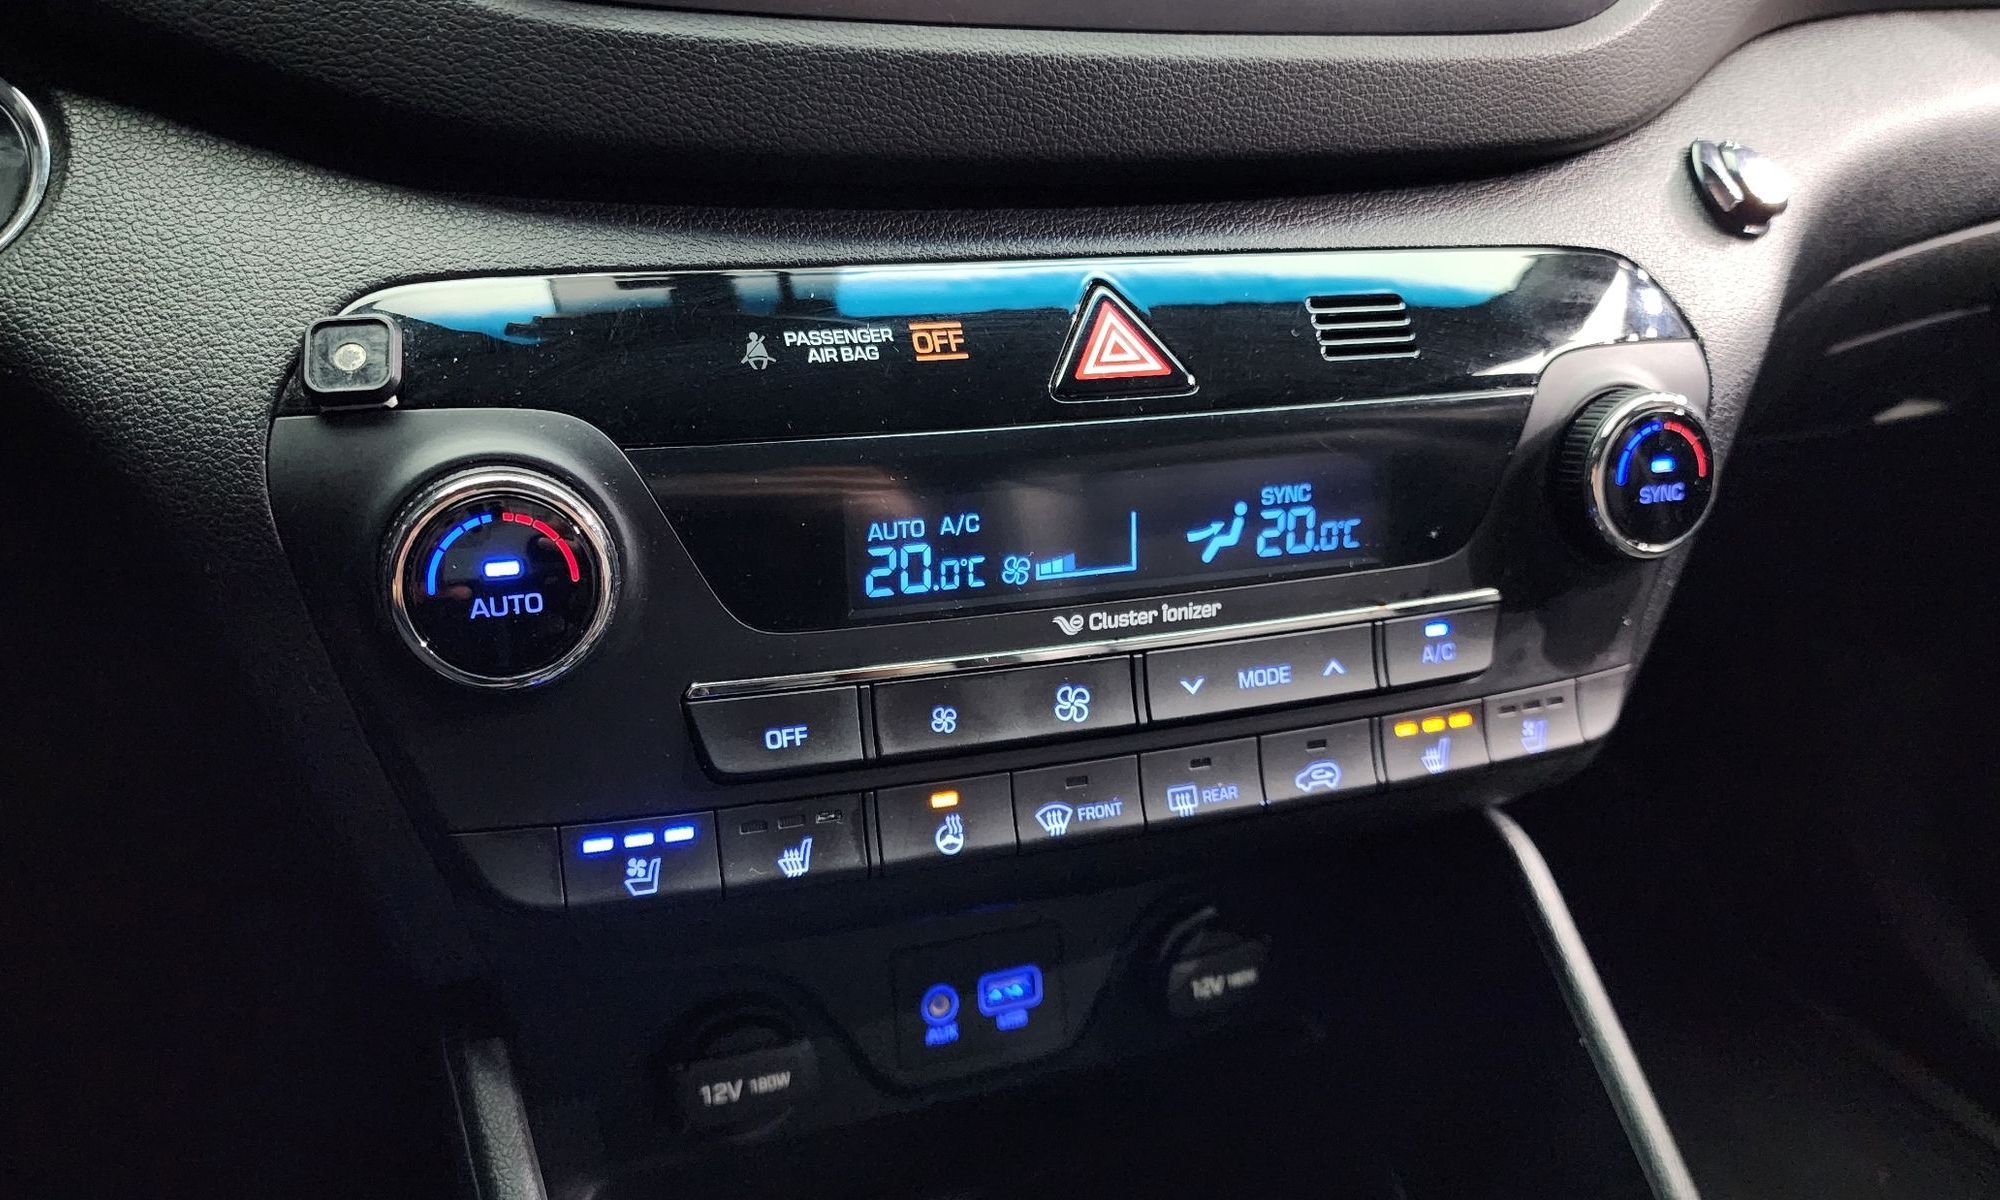 PASSENGER
AIR BAG
OFF
SYNC
AUTO A/C
20.0°C
20.0°C
SYNC
AUTO
Cluster ionizer
OFF
MODE
A/C
FRONT
REAR
AUX
12V 180W
12V